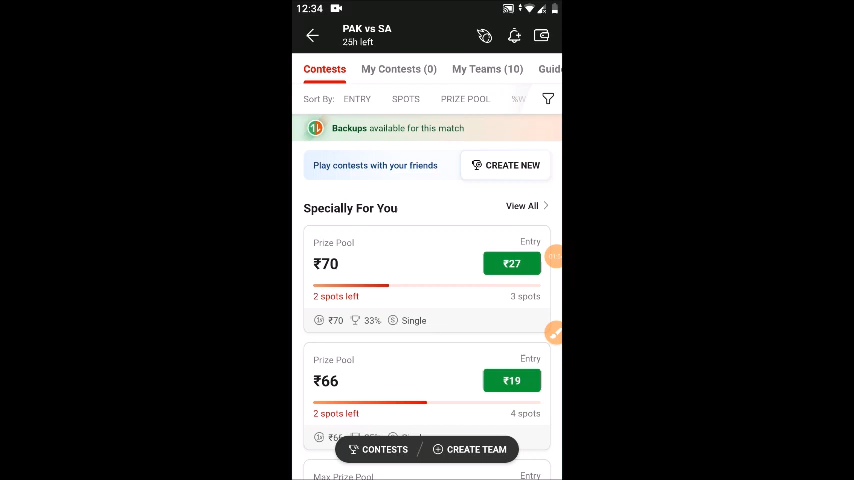 12:34
PAK vs SA
25h left
Contests My Contests (0) My Teams (10) Guid
Sort By: ENTRY SPOTS PRIZE POOL %W
Backups available for this match
Play contests with your friends CREATE NEW
Specially For You View All
Prize Pool Entry
₹70 ₹27
2 spots left 3 spots
₹70 33% S Single
Prize Pool Entry
₹66 ₹19
2 spots left 4 spots
CONTESTS CREATE TEAM
Max Prize Pool Entry